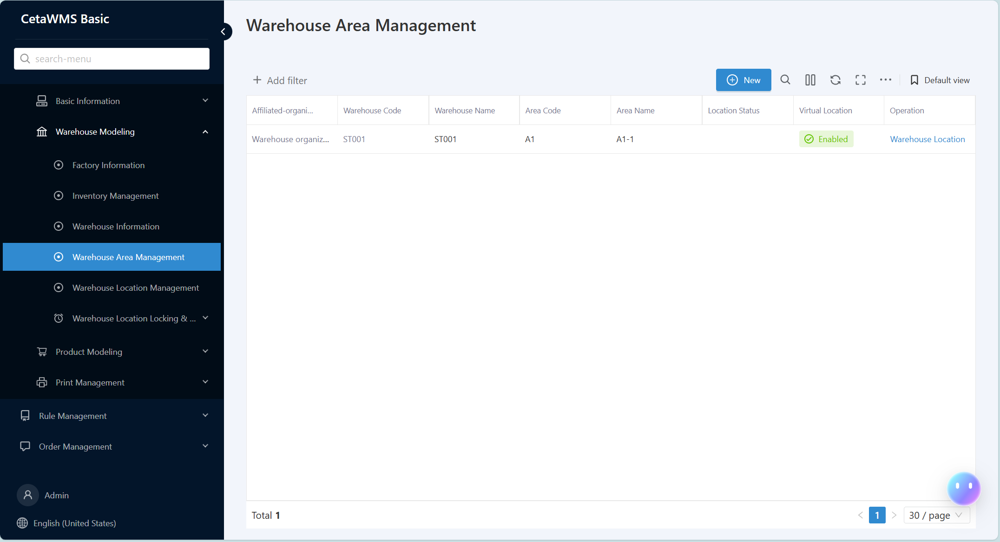 CetaWMS Basic
search-menu
Basic Information
Warehouse Modeling
Factory Information
Inventory Management
Warehouse Information
Warehouse Area Management
Warehouse Location Management
Warehouse Location Locking & ...
Product Modeling
Print Management
Rule Management
Order Management
Admin
English (United States)
Warehouse Area Management
Add filter
New
Default view
Affiliated-organi... Warehouse Code Warehouse Name Area Code Area Name Location Status Virtual Location Operation
Warehouse organiz... ST001 ST001 A1 A1-1 Enabled Warehouse Location
Total 1
1 30 / page